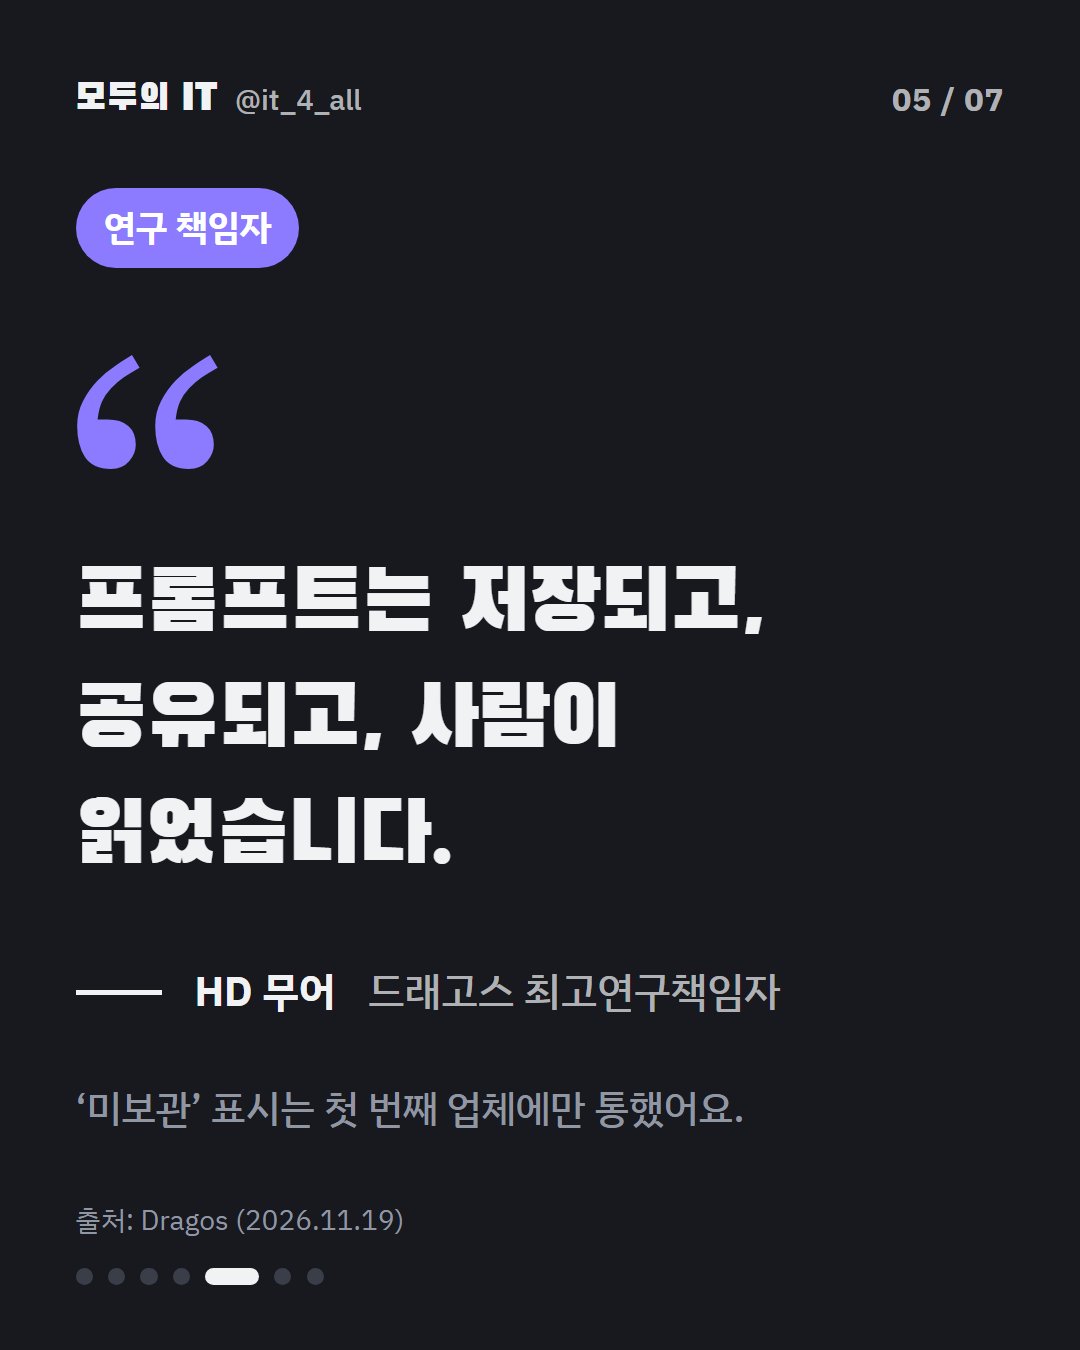 모두의 IT @it_4_all 05 / 07
연구 책임자
“
프롬프트는 저장되고,
공유되고, 사람이
읽었습니다.
HD 무어 드래고스 최고연구책임자
‘미보관’ 표시는 첫 번째 업체에만 통했어요.
출처: Dragos (2026.11.19)